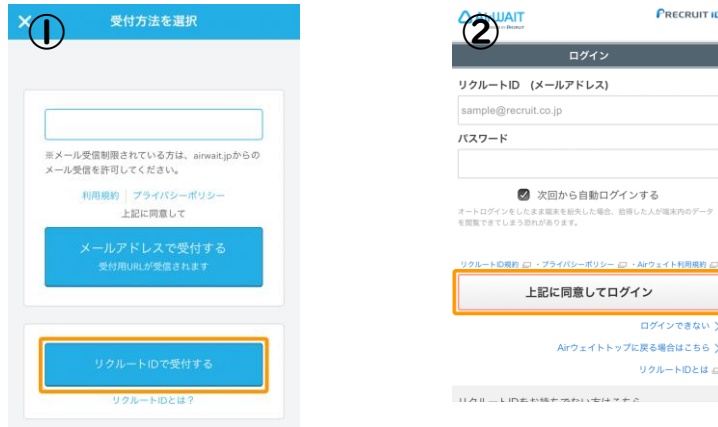 ①
受付方法を選択
※メール受信制限されている方は、airwait.jpからの
メール受信を許可してください。
利用規約 | プライバシーポリシー
上記に同意して
メールアドレスで受付する
受付用URLが受信されます
リクルートIDで受付する
リクルートIDとは?
②
RECRUIT ID
ログイン
リクルートID (メールアドレス)
sample@recruit.co.jp
パスワード
次回から自動ログインする
オートログインをしたまま端末を紛失した場合、拾得した人が端末内のデータ
を閲覧できてしまう恐れがあります。
リクルートID規約 ・プライバシーポリシー ・Airウェイト利用規約
上記に同意してログイン
ログインできない
Airウェイトトップに戻る場合はこちら
リクルートIDとは